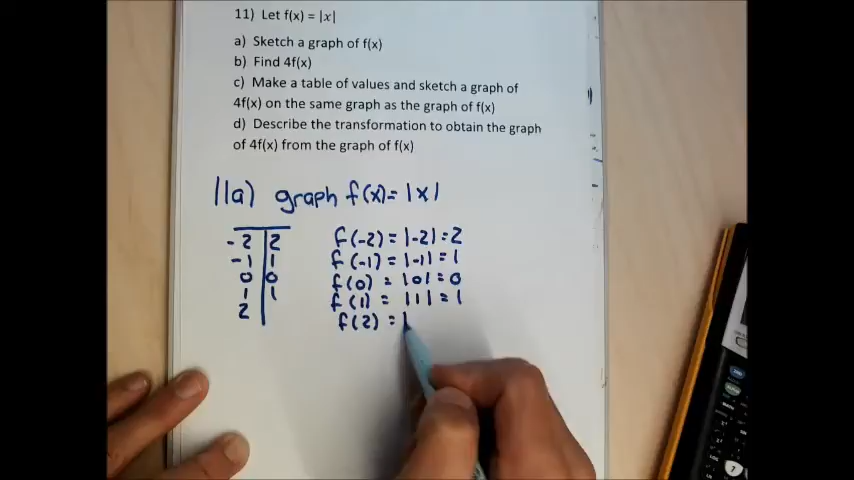 11) Let f(x) = |x|
a) Sketch a graph of f(x)
b) Find 4f(x)
c) Make a table of values and sketch a graph of
4f(x) on the same graph as the graph of f(x)
d) Describe the transformation to obtain the graph
of 4f(x) from the graph of f(x)
11a) graph f(x)= |x|
-2 2 f(-2) = |-2| = 2
-1 1 f(-1) = |-1| = 1
0 0 f(0) = |0| = 0
1 1 f(1) = |1| = 1
2 f(2) = |